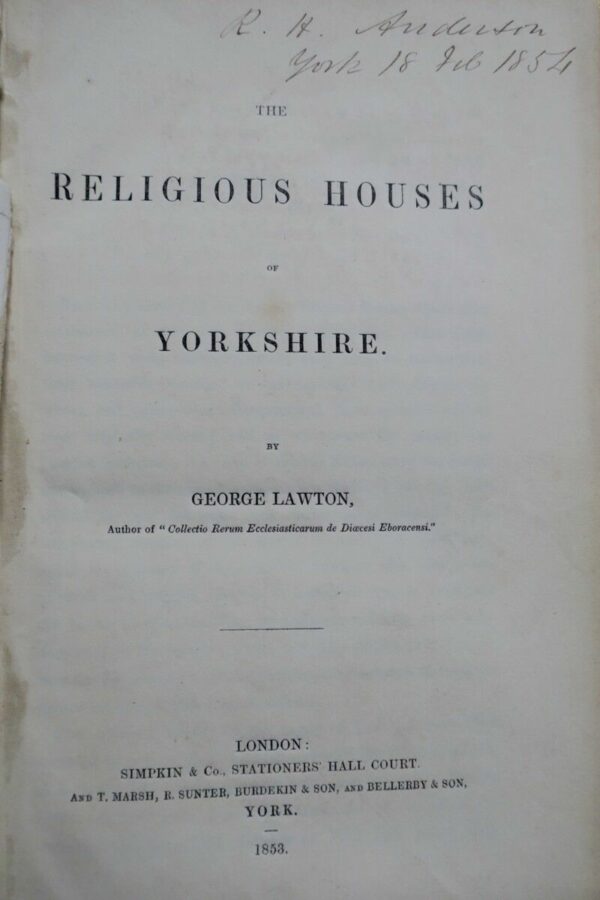 R. H. Anderson
York 18 Feb 1854
THE
RELIGIOUS HOUSES
OF
YORKSHIRE.
BY
GEORGE LAWTON,
Author of "Collectio Rerum Ecclesiasticarum de Diœcesi Eboracensi."
LONDON:
SIMPKIN & Co., STATIONERS' HALL COURT.
AND T. MARSH, R. SUNTER, BURDEKIN & SON, AND BELLERBY & SON,
YORK.
1853.